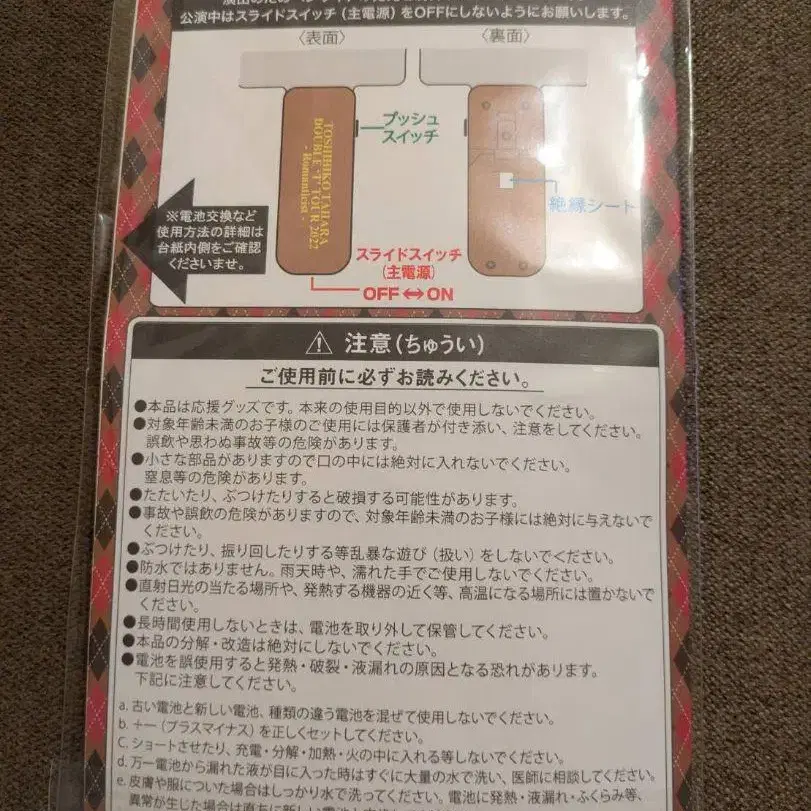 公演中はスライドスイッチ（主電源）をOFFにしないようにお願いします。
〈表面〉
〈裏面〉
プッシュ
スイッチ
TOSHIHIKO TAHARA
DOUBLE 'T' TOUR 2022
- Romanticist -
絶縁シート
※電池交換など
使用方法の詳細は
台紙内側をご確認
くださいませ。
スライドスイッチ
（主電源）
OFF⇔ON
注意（ちゅうい）
ご使用前に必ずお読みください。
●本品は応援グッズです。本来の使用目的以外で使用しないでください。
●対象年齢未満のお子様のご使用には保護者が付き添い、注意をしてください。
誤飲や思わぬ事故等の危険があります。
●小さな部品がありますので口の中には絶対に入れないでください。
窒息等の危険があります。
●たたいたり、ぶつけたりすると破損する可能性があります。
●事故や誤飲の危険がありますので、対象年齢未満のお子様には絶対に与えないで
ください。
●ぶつけたり、振り回したりする等乱暴な遊び（扱い）をしないでください。
●防水ではありません。雨天時や、濡れた手でご使用しないでください。
●直射日光の当たる場所や、発熱する機器の近く等、高温になる場所には置かないで
ください。
●長時間使用しないときは、電池を取り外して保管してください。
●本品の分解・改造は絶対にしないでください。
●電池を誤使用すると発熱・破裂・液漏れの原因となる恐れがあります。
下記に注意してください。
a. 古い電池と新しい電池、種類の違う電池を混ぜて使用しないでください。
b. +−（プラスマイナス）を正しくセットしてください。
C. ショートさせたり、充電・分解・加熱・火の中に入れる等しないでください。
d. 万一電池から漏れた液が目に入った時はすぐに大量の水で洗い、医師に相談してください。
e. 皮膚や服についた場合はしっかり水で洗ってください。電池に発熱・液漏れ・ふくらみ等、
異常が生じた場合は直ちに新しい電池と